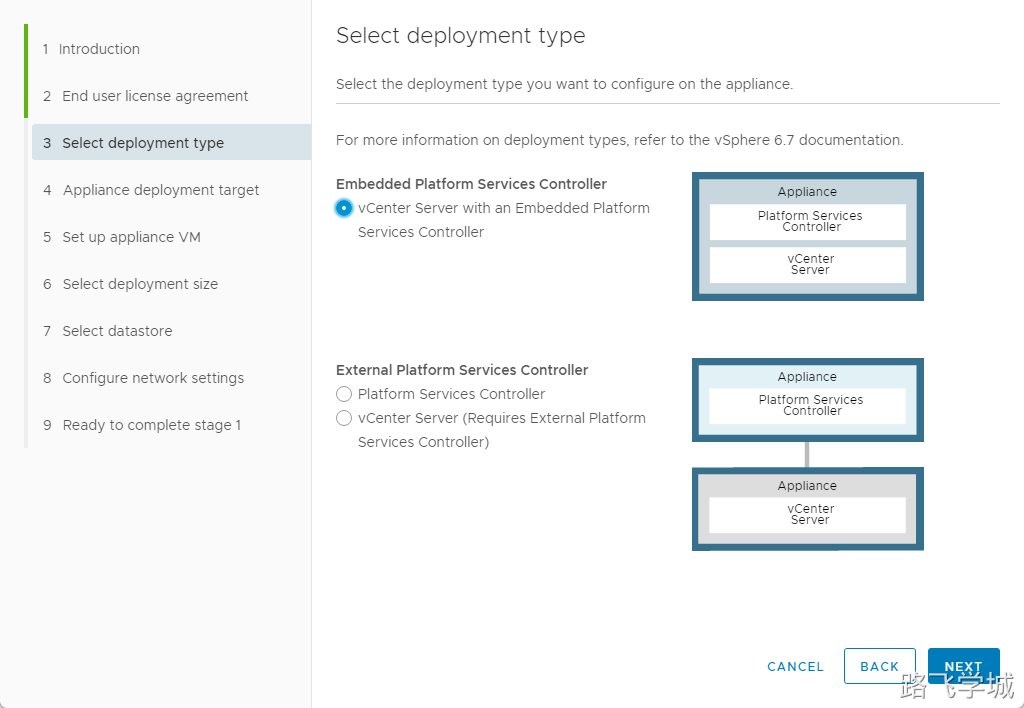 1 Introduction
2 End user license agreement
3 Select deployment type
4 Appliance deployment target
5 Set up appliance VM
6 Select deployment size
7 Select datastore
8 Configure network settings
9 Ready to complete stage 1
Select deployment type
Select the deployment type you want to configure on the appliance.
For more information on deployment types, refer to the vSphere 6.7 documentation.
Embedded Platform Services Controller
vCenter Server with an Embedded Platform
Services Controller
Appliance
Platform Services
Controller
vCenter
Server
External Platform Services Controller
Platform Services Controller
vCenter Server (Requires External Platform
Services Controller)
Appliance
Platform Services
Controller
Appliance
vCenter
Server
CANCEL
BACK
NEXT
路飞学城